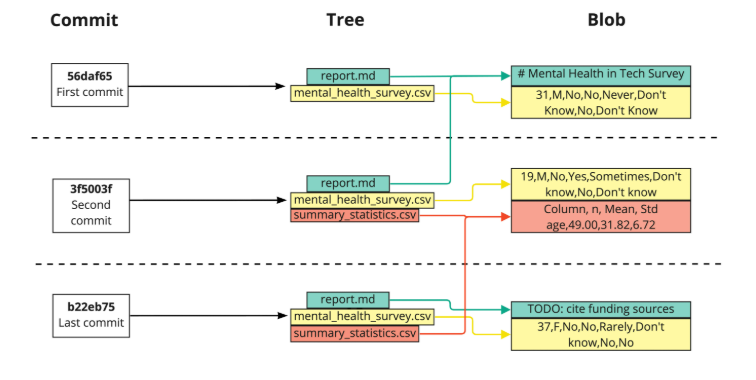 Commit
Tree
Blob
56daf65
First commit
report.md
mental_health_survey.csv
# Mental Health in Tech Survey
31,M,No,No,Never,Don't
Know,No,Don't Know
3f5003f
Second
commit
report.md
mental_health_survey.csv
summary_statistics.csv
19,M,No,Yes,Sometimes,Don't
know,No,Don't know
Column, n, Mean, Std
age,49.00,31.82,6.72
b22eb75
Last commit
report.md
mental_health_survey.csv
summary_statistics.csv
TODO: cite funding sources
37,F,No,No,Rarely,Don't
know,No,No